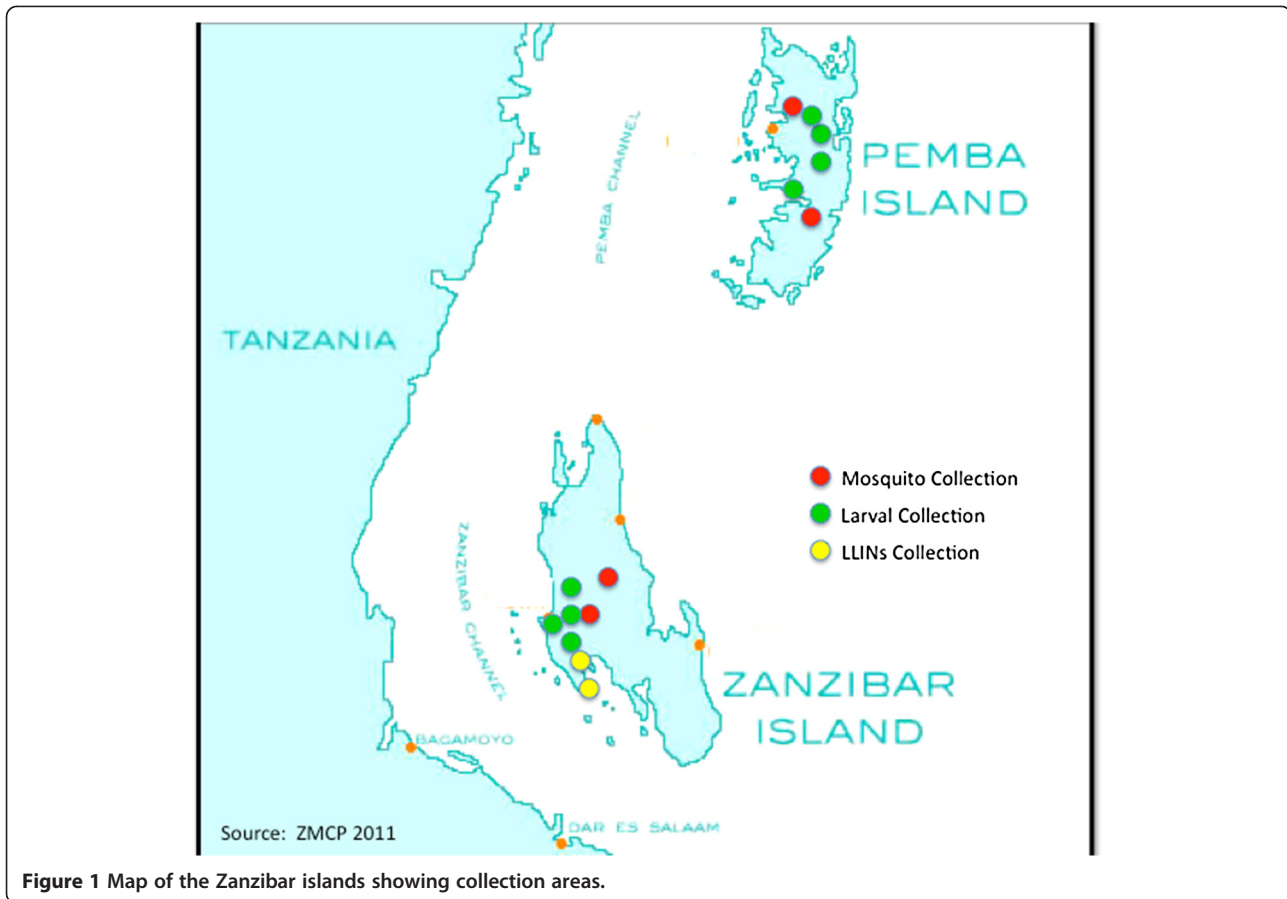 PEMBA CHANNEL
PEMBA
ISLAND
TANZANIA
Mosquito Collection
Larval Collection
LLINs Collection
ZANZIBAR CHANNEL
ZANZIBAR
ISLAND
BAGAMOYO
DAR ES SALAAM
Source: ZMCP 2011
Figure 1 Map of the Zanzibar islands showing collection areas.